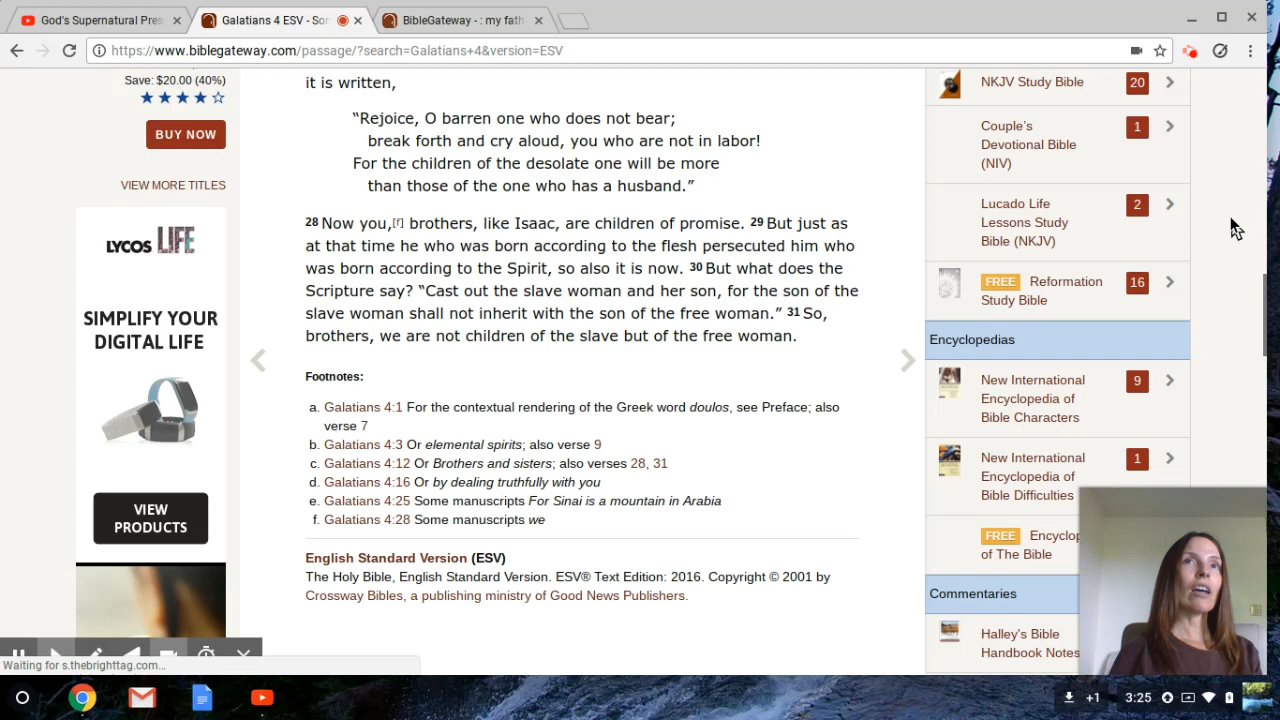 God's Supernatural Pres
Galatians 4 ESV - Son
BibleGateway - : my fath
https://www.biblegateway.com/passage/?search=Galatians+4&version=ESV
Save: $20.00 (40%)
BUY NOW
VIEW MORE TITLES
LYCOS LIFE
SIMPLIFY YOUR
DIGITAL LIFE
VIEW
PRODUCTS
it is written,
“Rejoice, O barren one who does not bear;
break forth and cry aloud, you who are not in labor!
For the children of the desolate one will be more
than those of the one who has a husband.”
28 Now you,[f] brothers, like Isaac, are children of promise. 29 But just as
at that time he who was born according to the flesh persecuted him who
was born according to the Spirit, so also it is now. 30 But what does the
Scripture say? “Cast out the slave woman and her son, for the son of the
slave woman shall not inherit with the son of the free woman.” 31 So,
brothers, we are not children of the slave but of the free woman.
Footnotes:
a. Galatians 4:1 For the contextual rendering of the Greek word doulos, see Preface; also
verse 7
b. Galatians 4:3 Or elemental spirits; also verse 9
c. Galatians 4:12 Or Brothers and sisters; also verses 28, 31
d. Galatians 4:16 Or by dealing truthfully with you
e. Galatians 4:25 Some manuscripts For Sinai is a mountain in Arabia
f. Galatians 4:28 Some manuscripts we
English Standard Version (ESV)
The Holy Bible, English Standard Version. ESV® Text Edition: 2016. Copyright © 2001 by
Crossway Bibles, a publishing ministry of Good News Publishers.
NKJV Study Bible 20
Couple’s 1
Devotional Bible
(NIV)
Lucado Life 2
Lessons Study
Bible (NKJV)
FREE Reformation 16
Study Bible
Encyclopedias
New International 9
Encyclopedia of
Bible Characters
New International 1
Encyclopedia of
Bible Difficulties
FREE Encyclop
of The Bible
Commentaries
Halley's Bible
Handbook Notes
Waiting for s.thebrighttag.com...
+1 3:25